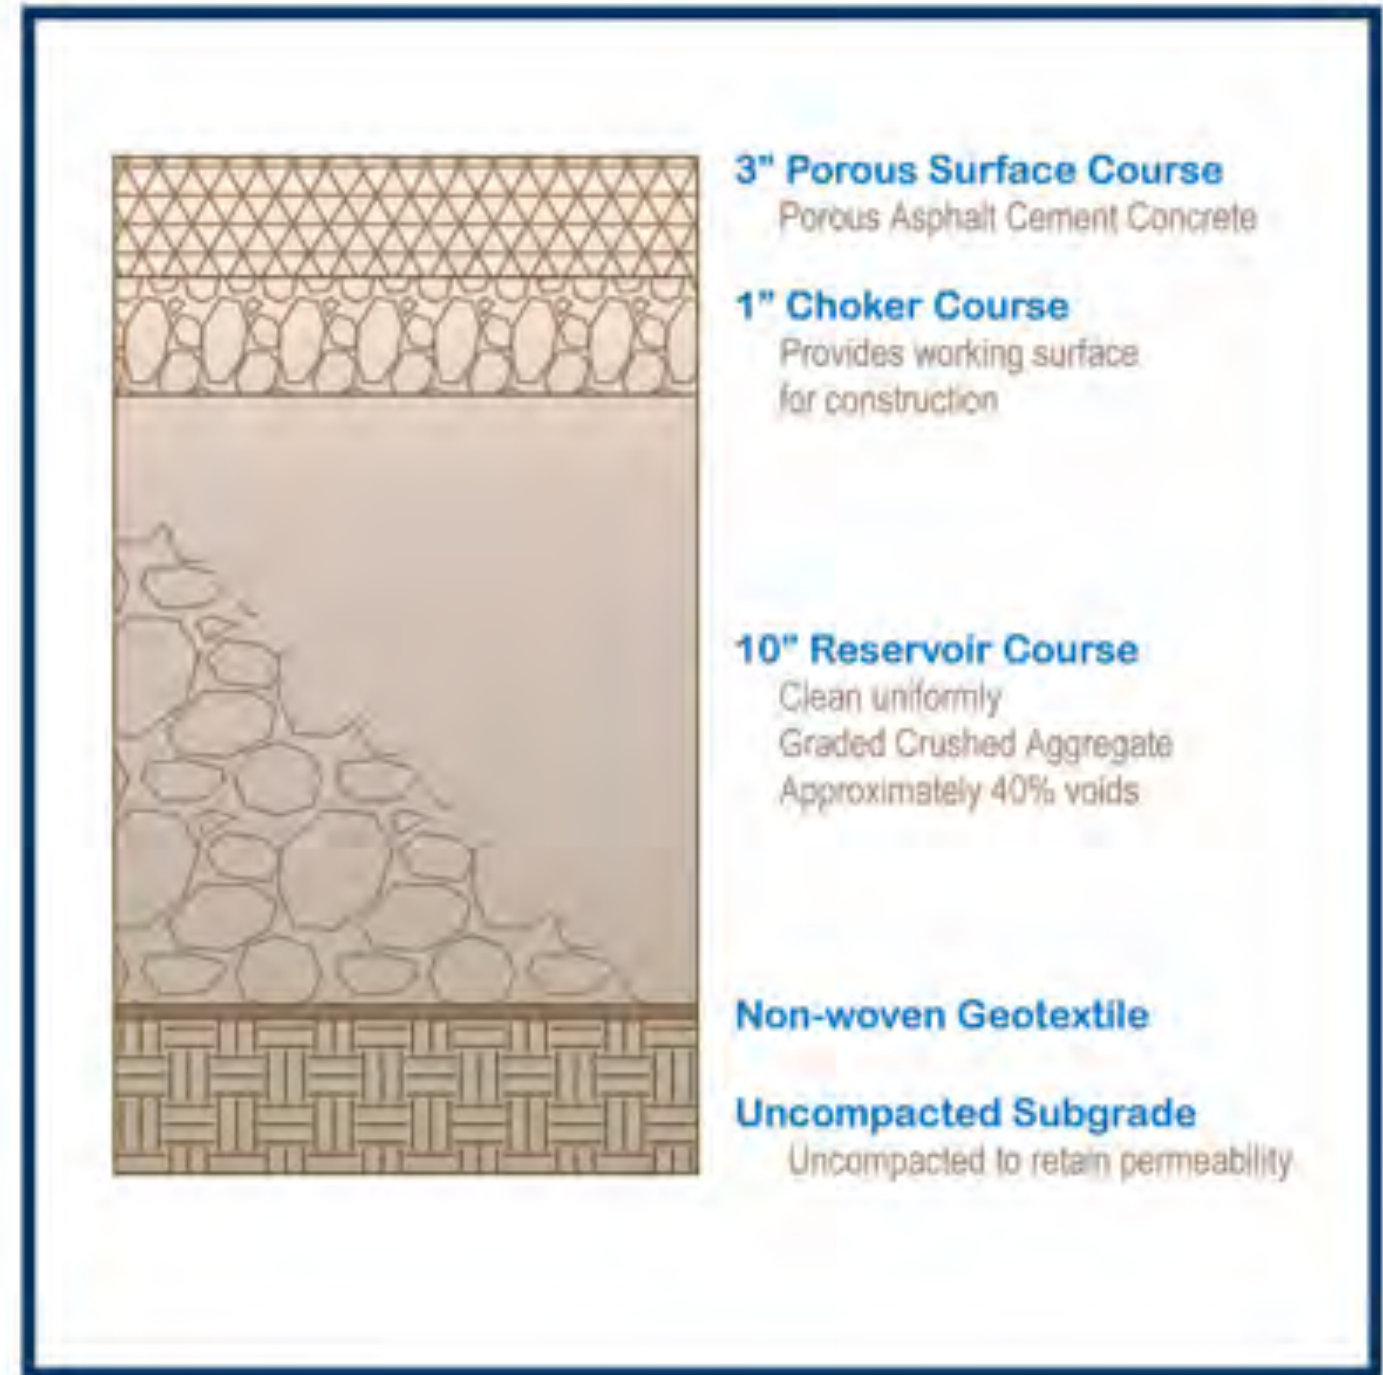 3" Porous Surface Course
Porous Asphalt Cement Concrete
1" Choker Course
Provides working surface
for construction
10" Reservoir Course
Clean uniformly
Graded Crushed Aggregate
Approximately 40% voids
Non-woven Geotextile
Uncompacted Subgrade
Uncompacted to retain permeability